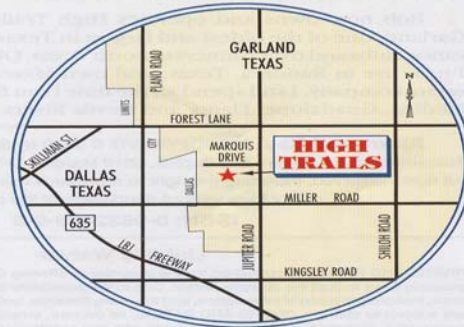 GARLAND
TEXAS
PLANO ROAD
N
LIMITS
CITY
DALLAS
FOREST LANE
SKILLMAN ST.
MARQUIS
DRIVE
HIGH
TRAILS
DALLAS
TEXAS
MILLER ROAD
635
LBJ FREEWAY
JUPITER ROAD
SHILOH ROAD
KINGSLEY ROAD